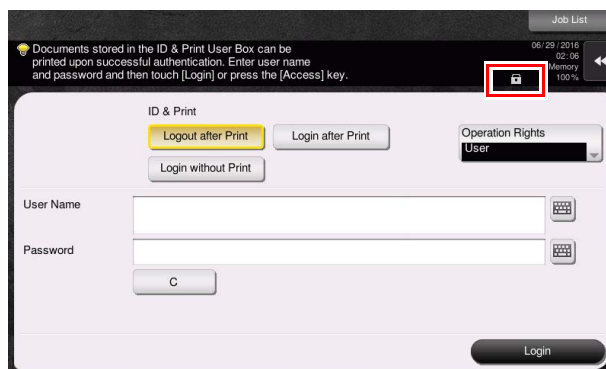 Job List
Documents stored in the ID & Print User Box can be
printed upon successful authentication. Enter user name
and password and then touch [Login] or press the [Access] key.
06/29/2016
02:06
Memory
100%
ID & Print
Logout after Print
Login after Print
Login without Print
Operation Rights
User
User Name
Password
C
Login